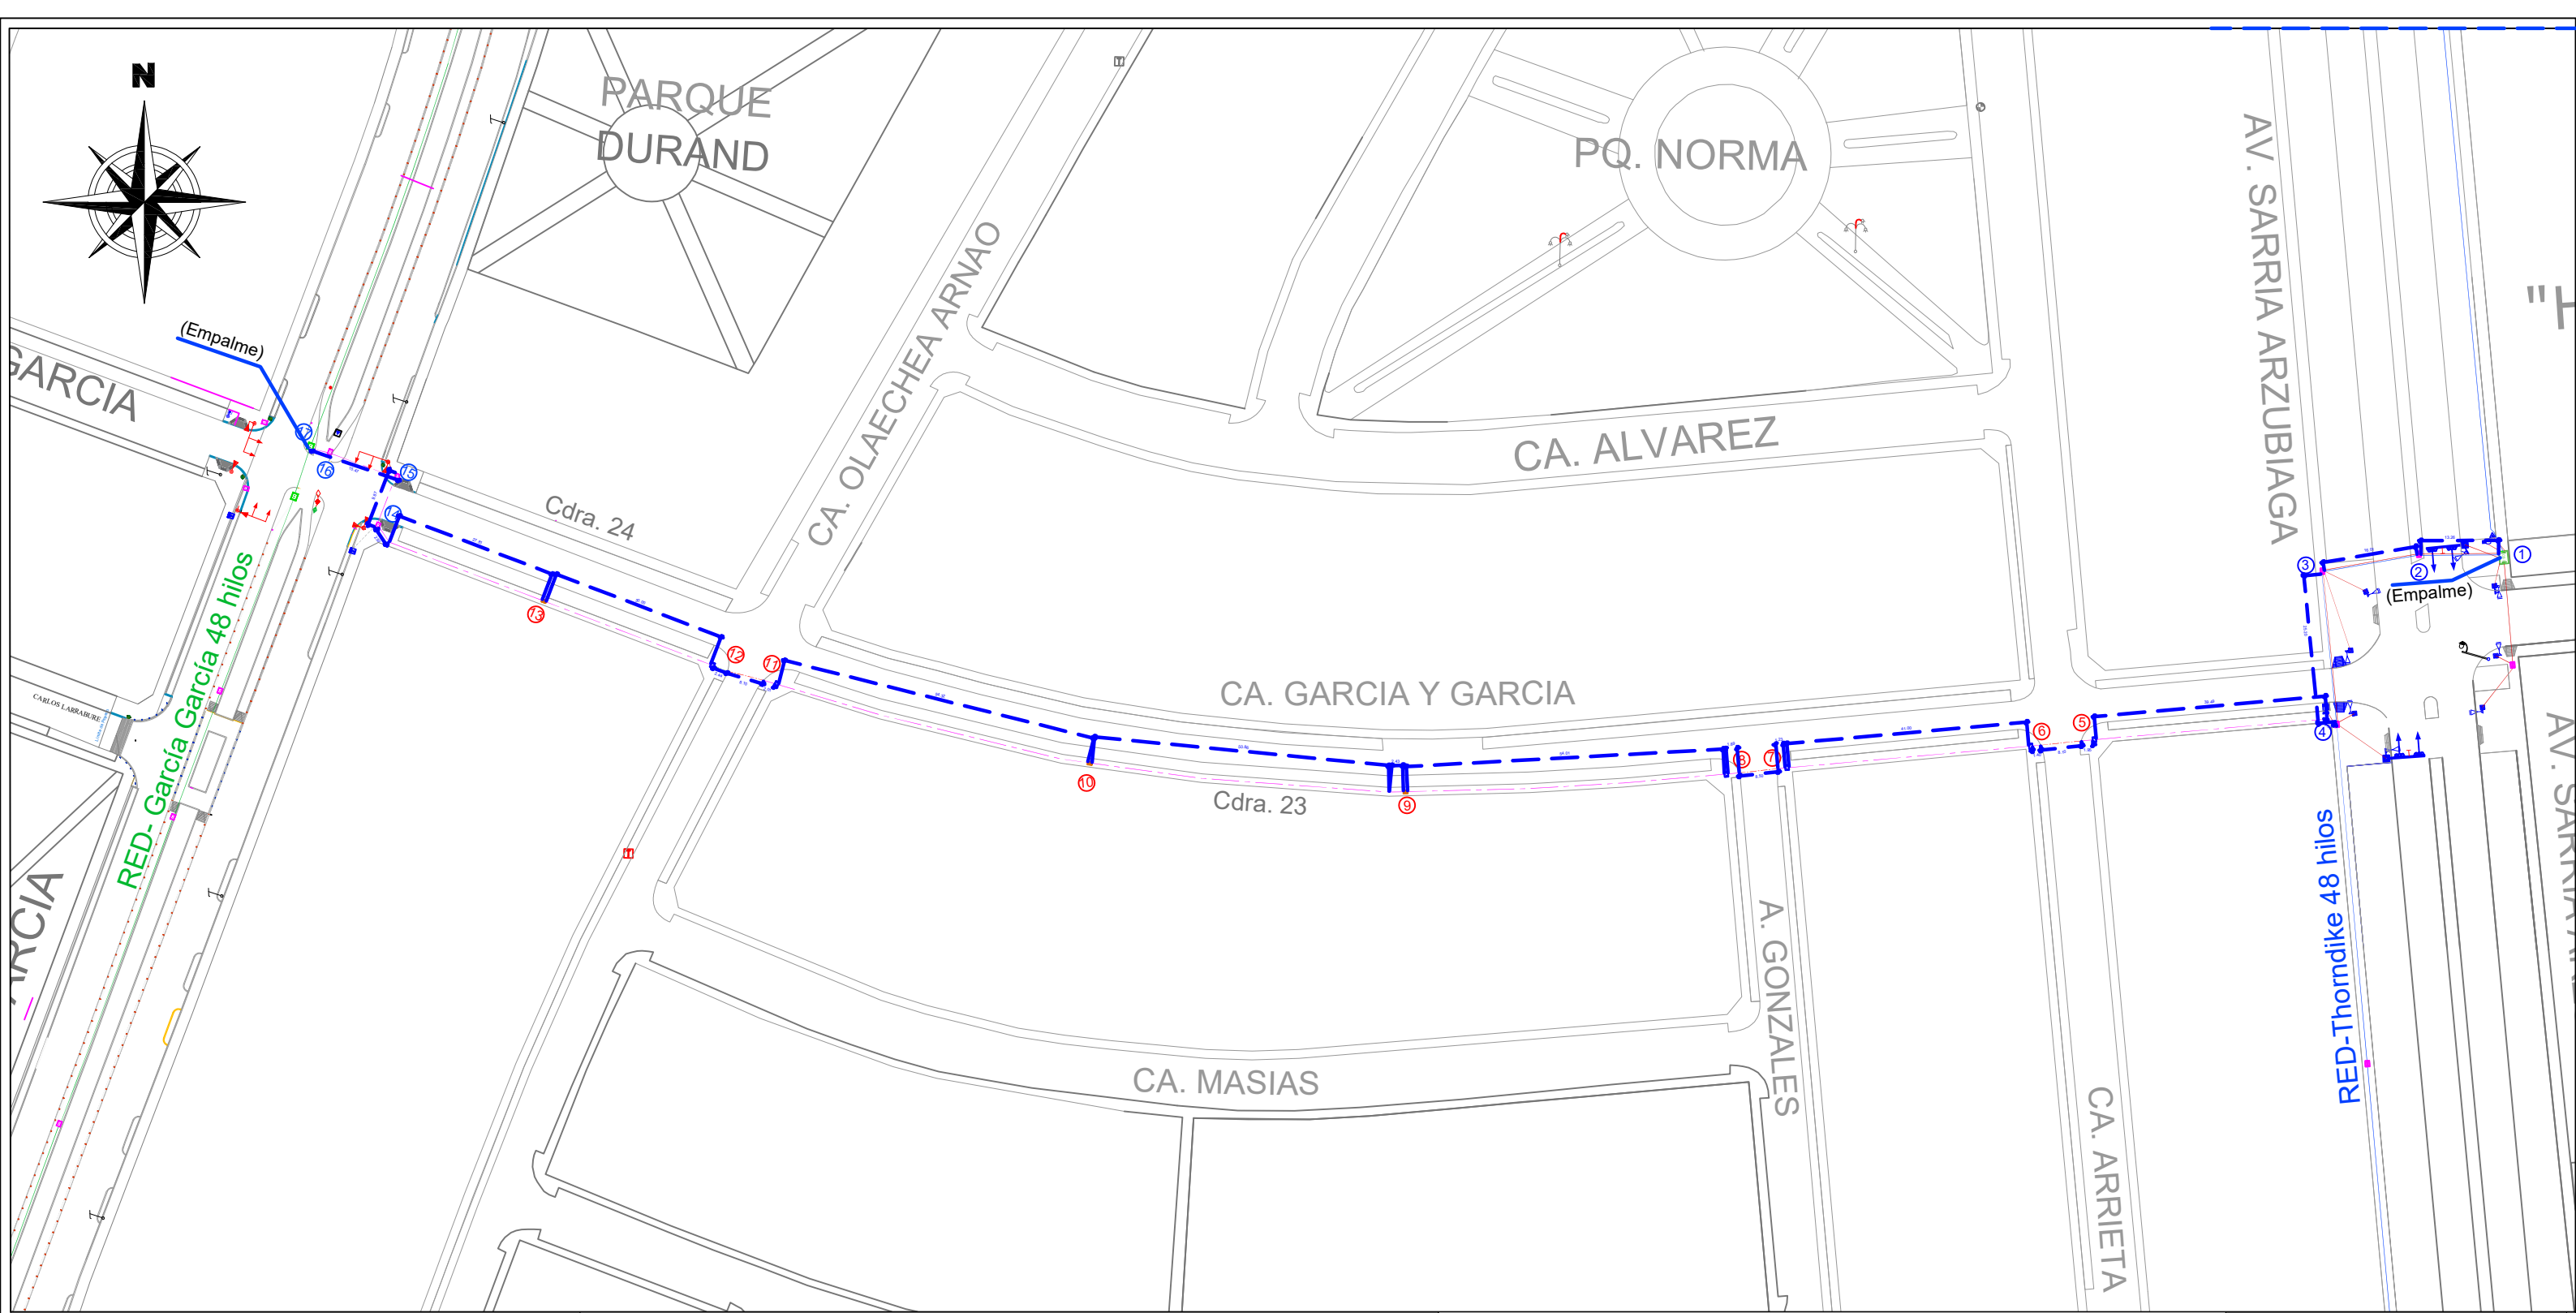 N
PARQUE
DURAND
PQ. NORMA
AV. SARRIA ARZUBIAGA
"H
(Empalme)
GARCIA
CA. OLAECHEA ARNAO
CA. ALVAREZ
17
16
15
14
Cdra. 24
13
12
11
10
9
8
7
6
5
4
3
2
1
(Empalme)
CA. GARCIA Y GARCIA
Cdra. 23
RED- García García 48 hilos
CARLOS LARRABURE
RED-Thorndike 48 hilos
A. GONZALES
CA. MASIAS
CA. ARRIETA
AV. SARRIA